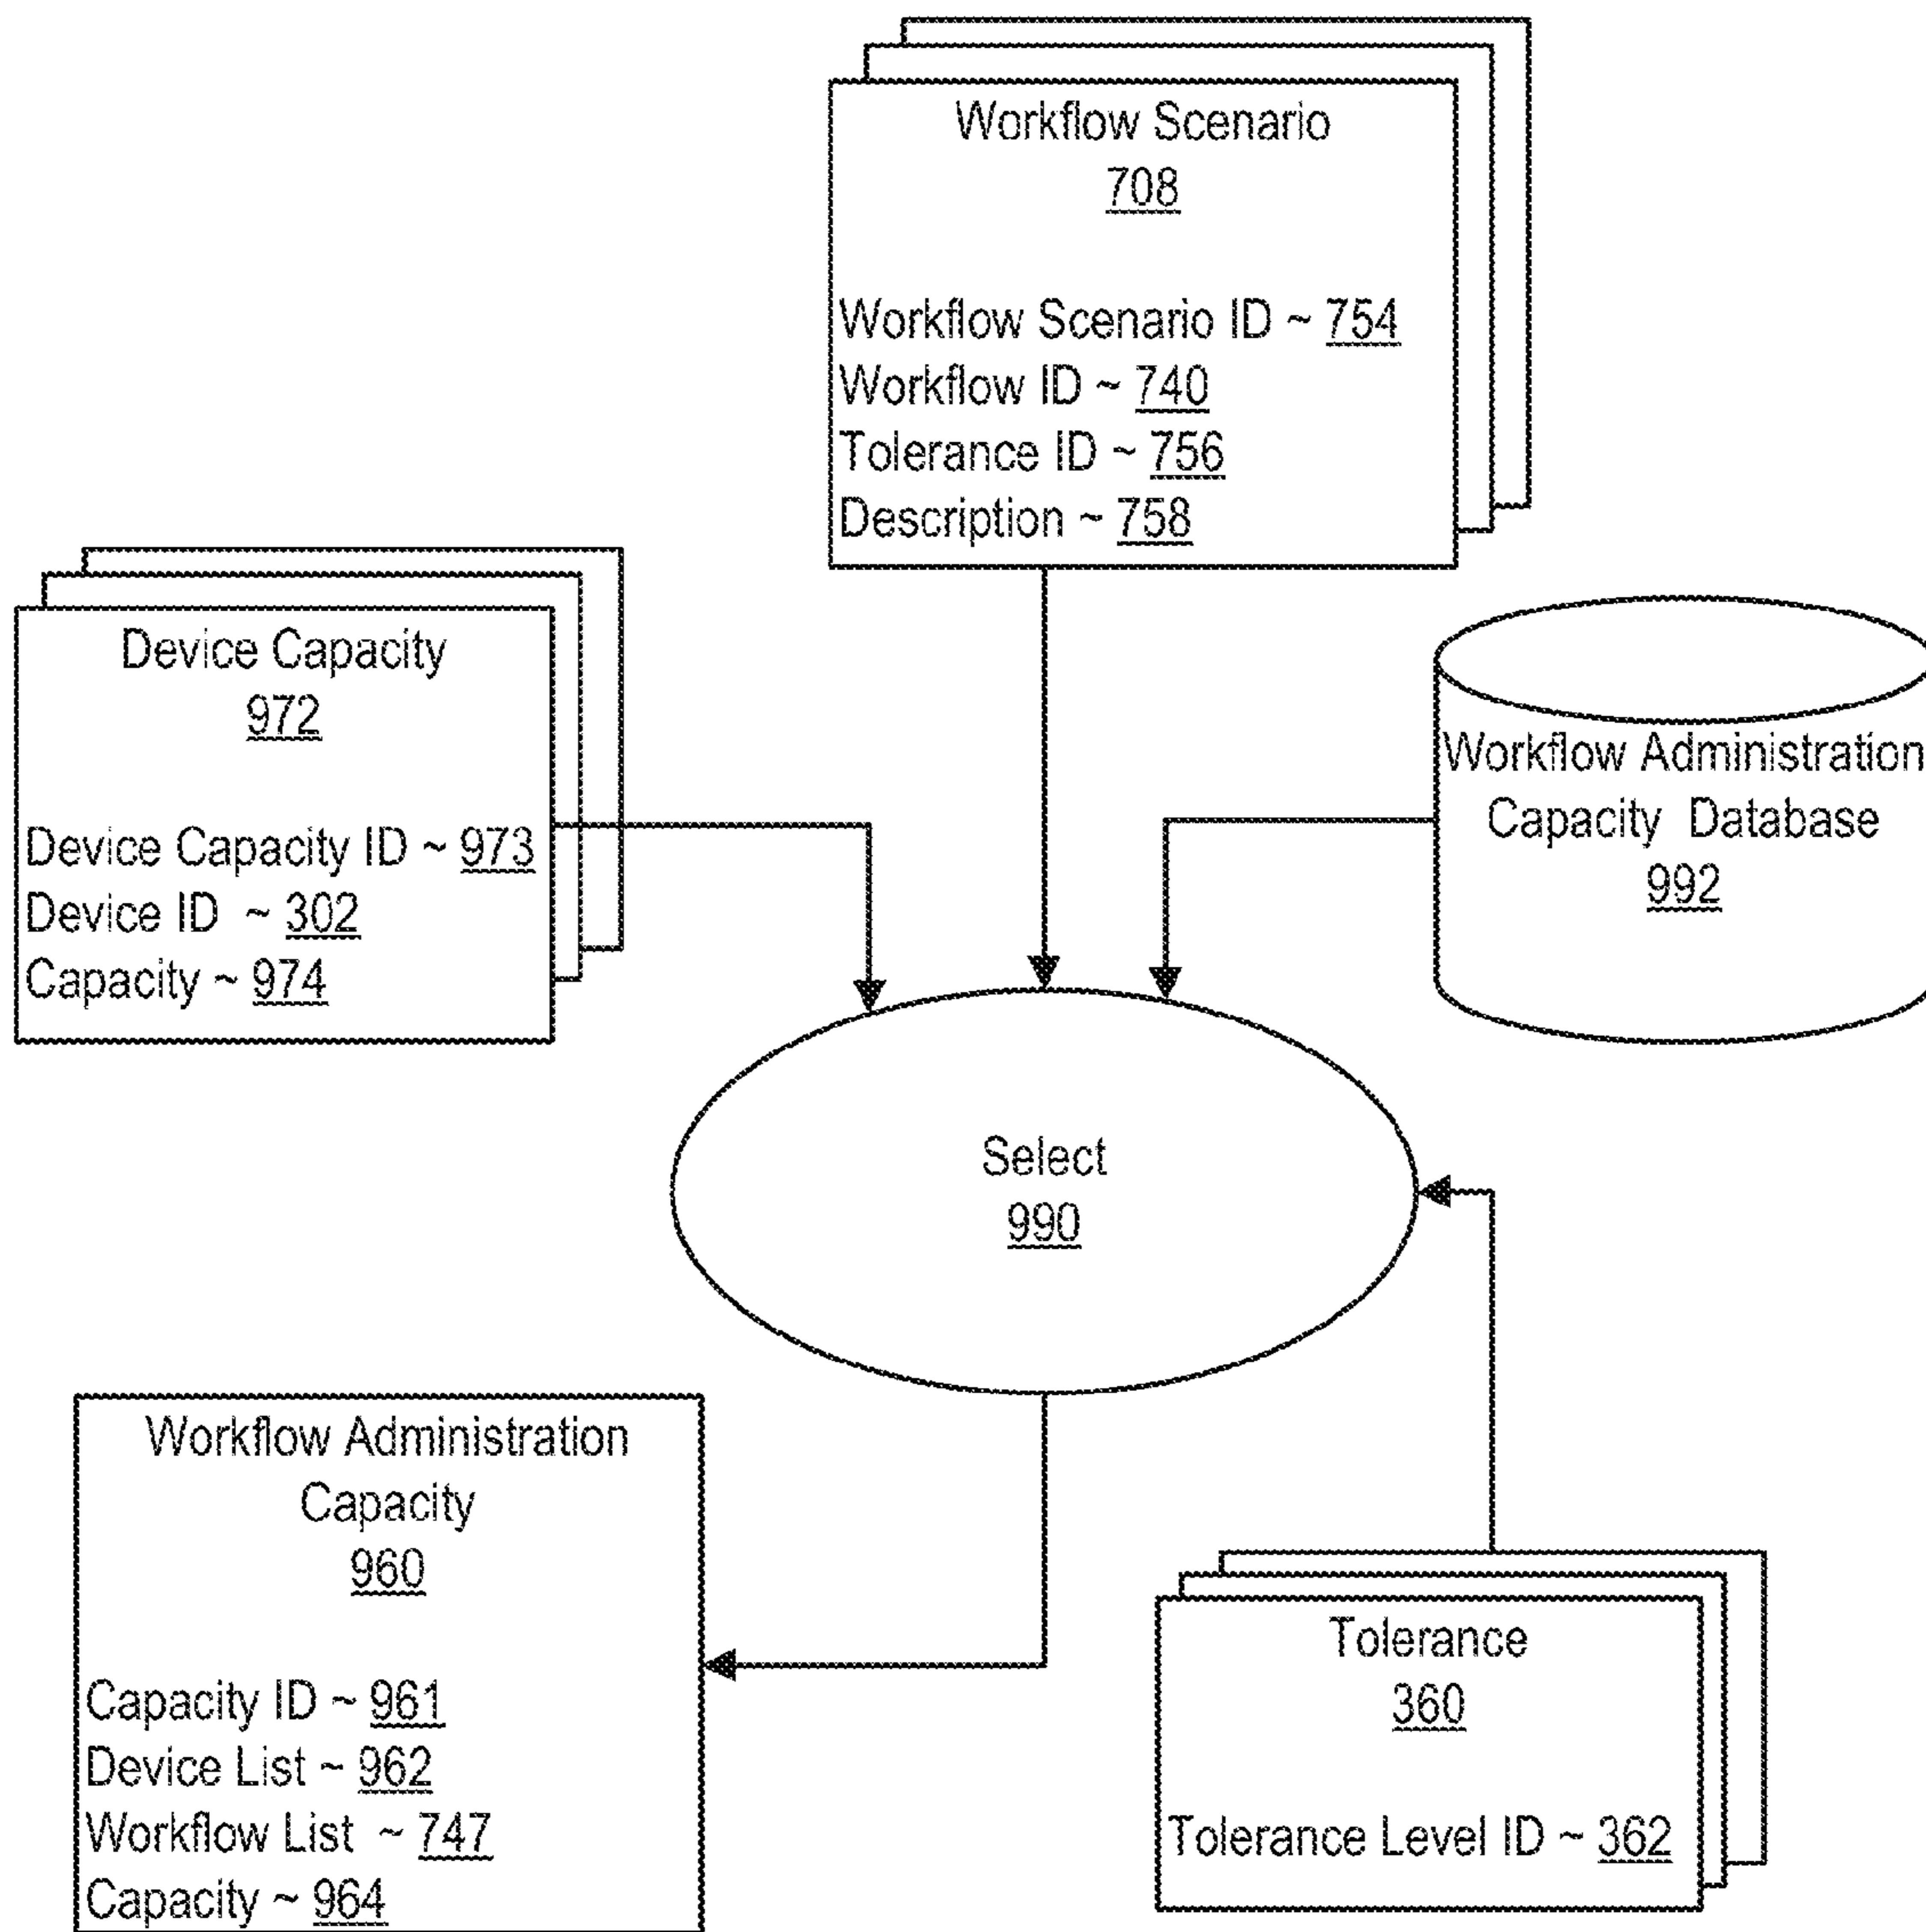 Workflow Scenario
708
Workflow Scenario ID ~ 754
Workflow ID ~ 740
Tolerance ID ~ 756
Description ~ 758
Device Capacity
972
Device Capacity ID ~ 973
Device ID ~ 302
Capacity ~ 974
Workflow Administration
Capacity Database
992
Select
990
Workflow Administration
Capacity
960
Capacity ID ~ 961
Device List ~ 962
Workflow List ~ 747
Capacity ~ 964
Tolerance
360
Tolerance Level ID ~ 362